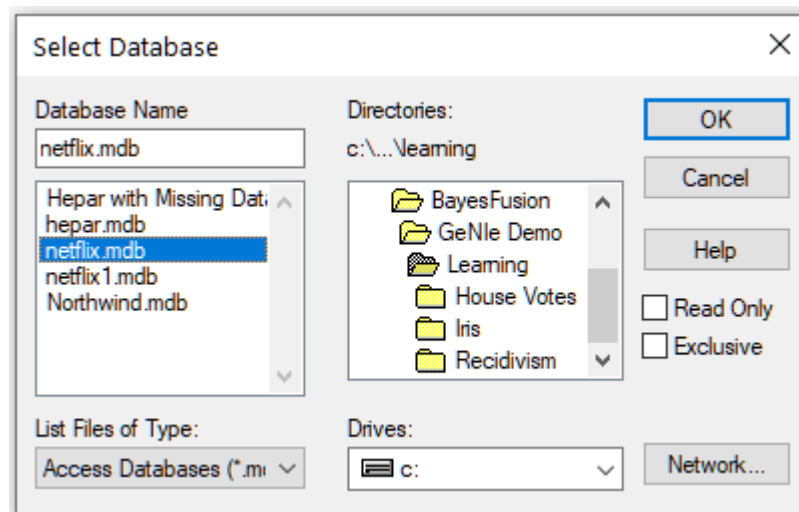 Select Database
Database Name
netflix.mdb
Hepar with Missing Dat
hepar.mdb
netflix.mdb
netflix1.mdb
Northwind.mdb
List Files of Type:
Access Databases (*.m
Directories:
c:\...\learning
BayesFusion
GeNIe Demo
Learning
House Votes
Iris
Recidivism
Drives:
c:
OK
Cancel
Help
Read Only
Exclusive
Network...